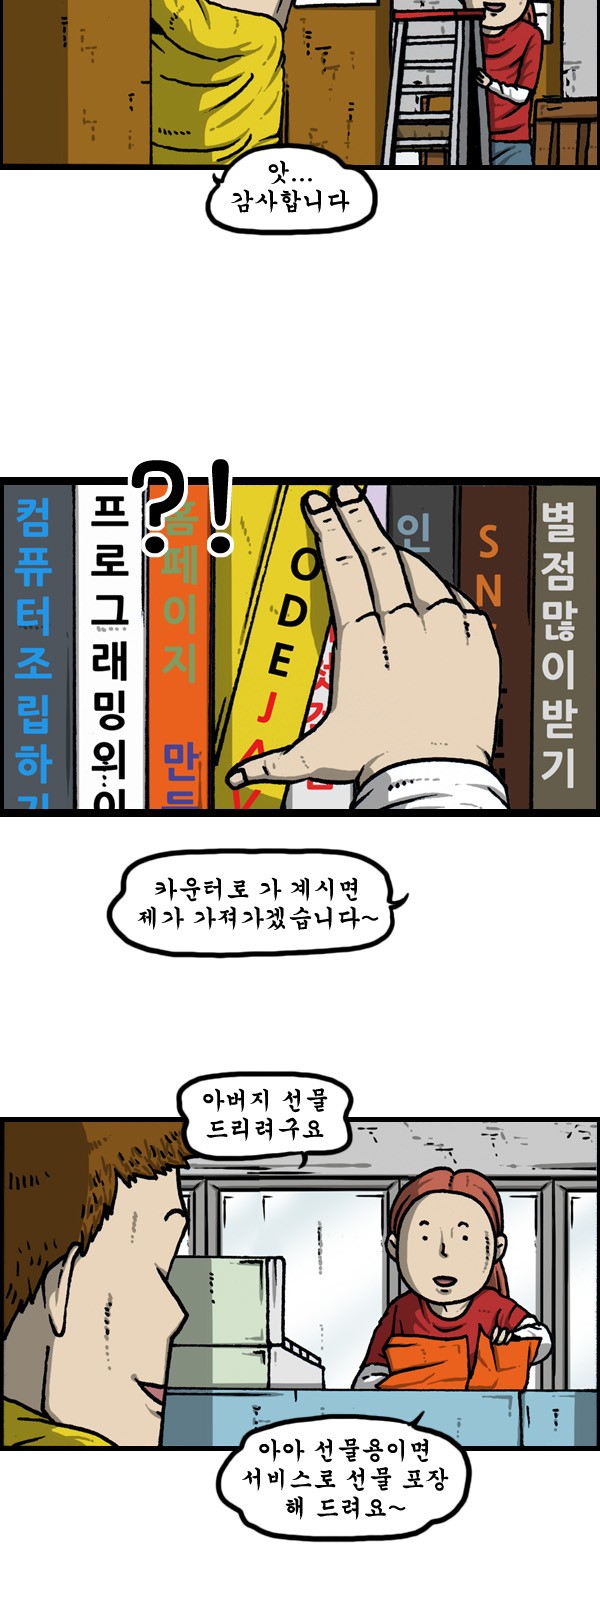 앗...
감사합니다
?!
컴퓨터조립하기
프로그래밍위
홈페이지 만들
ODE JAV
인
SN
별점많이받기
카운터로 가 계시면
제가 가져가겠습니다~
아버지 선물
드리려구요
아아 선물용이면
서비스로 선물 포장
해 드려요~